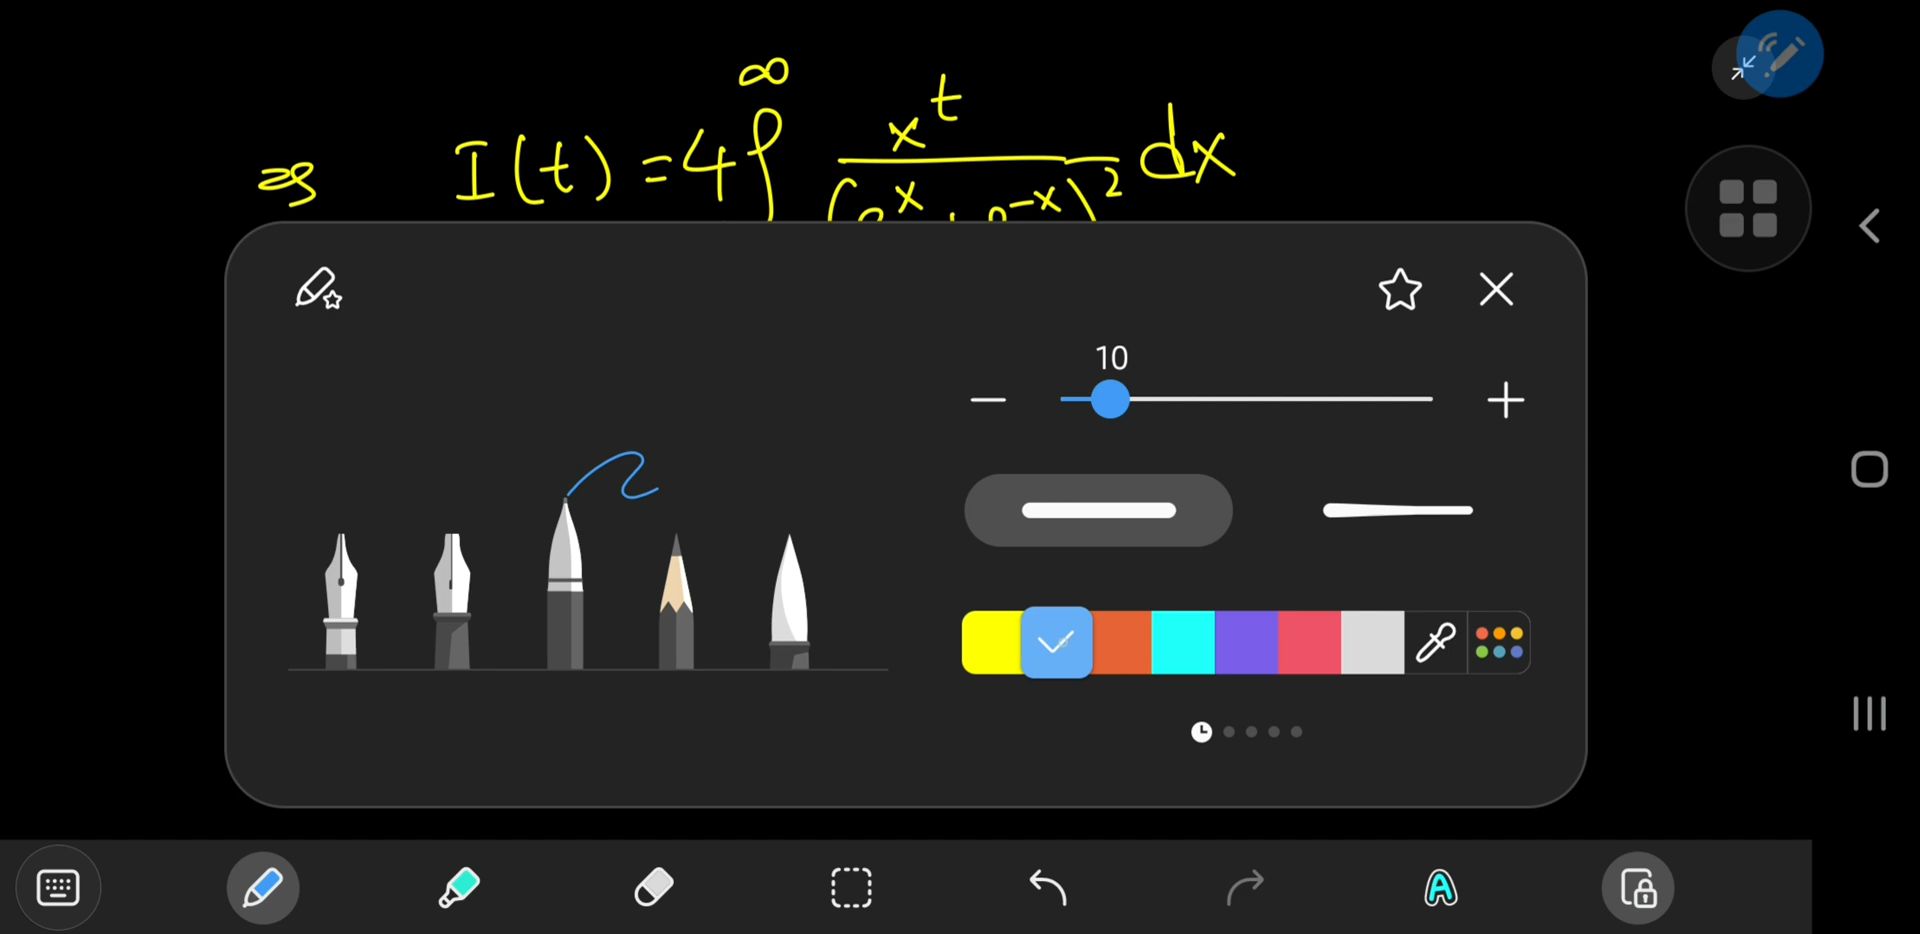 ⇒ I(t) = 4 ∫ ∞ x^t / (e^x + e^-x)^2 dx
10
A